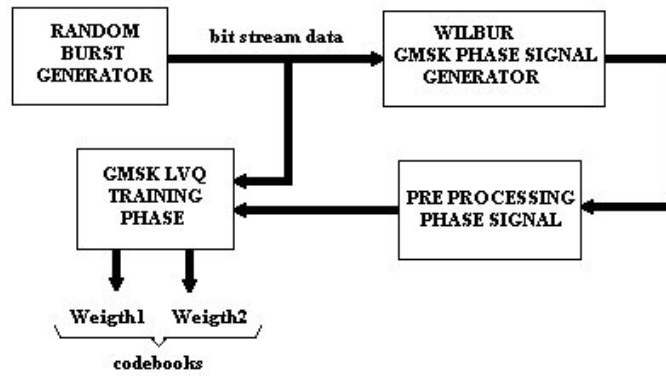 RANDOM
BURST
GENERATOR
bit stream data
WILBUR
GMSK PHASE SIGNAL
GENERATOR
GMSK LVQ
TRAINING
PHASE
PRE PROCESSING
PHASE SIGNAL
Weigth1 Weigth2
codebooks